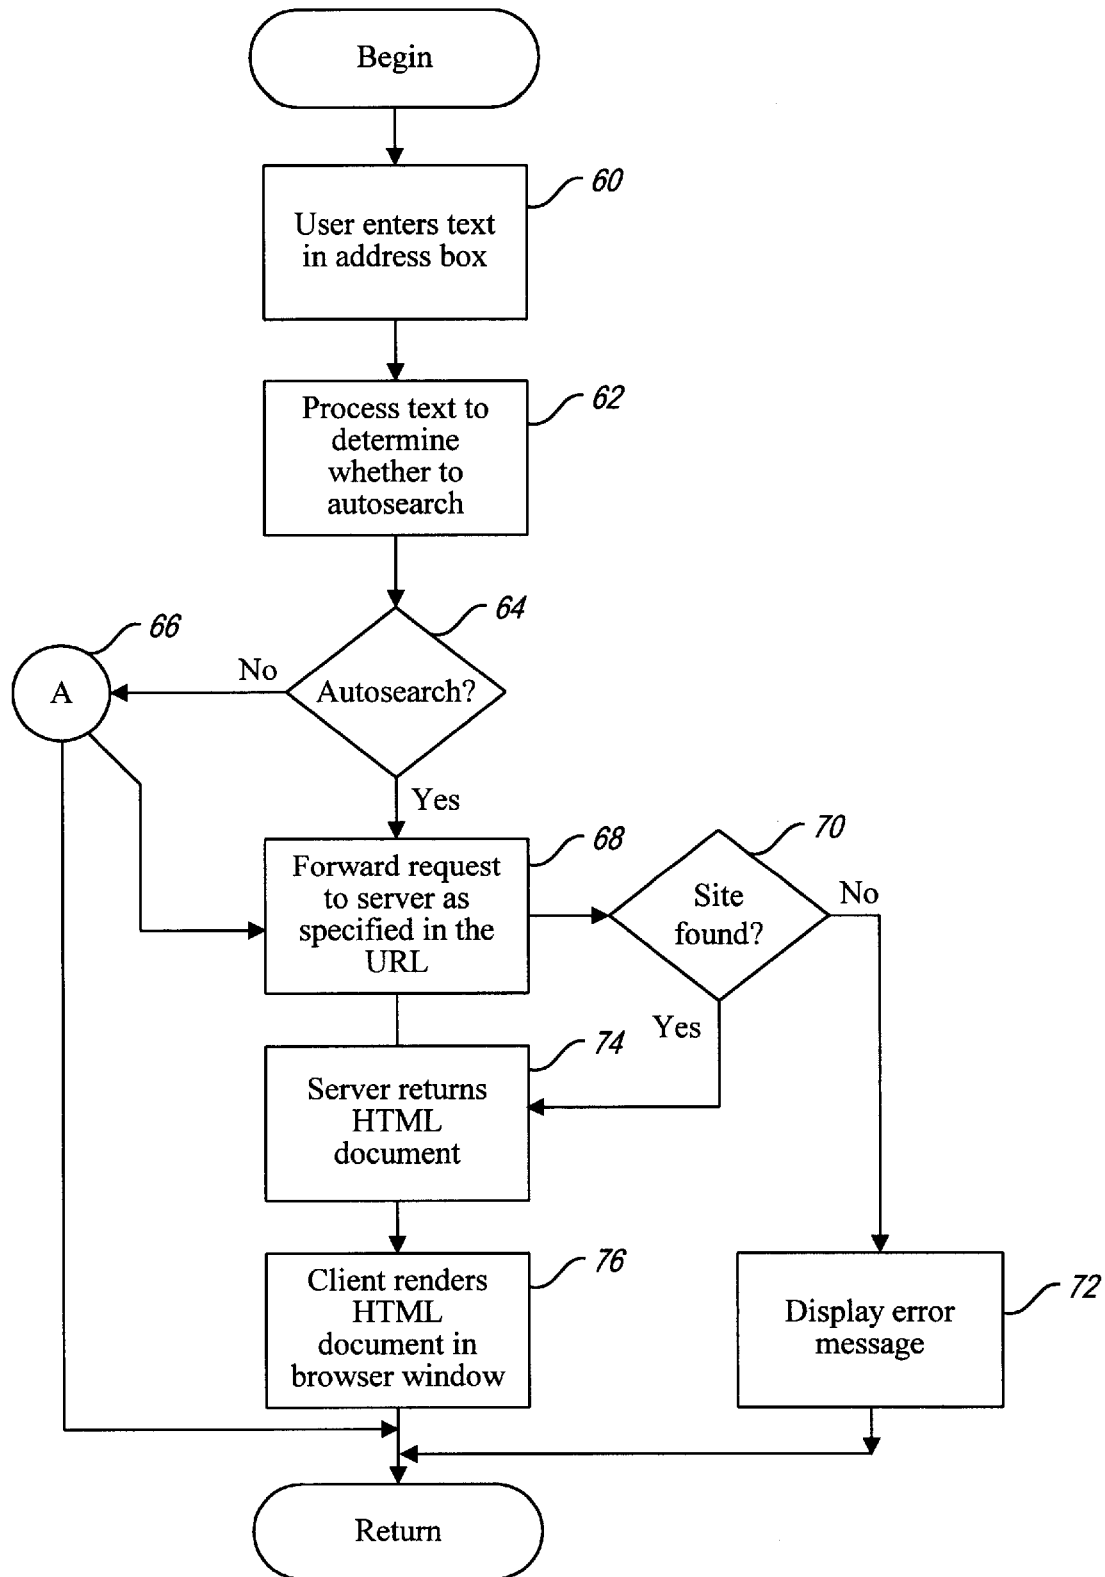 Begin
60
User enters text
in address box
62
Process text to
determine
whether to
autosearch
64
66
No
A
Autosearch?
Yes
68
Forward request
to server as
specified in the
URL
70
Site
found?
No
Yes
74
Server returns
HTML
document
76
Client renders
HTML
document in
browser window
72
Display error
message
Return